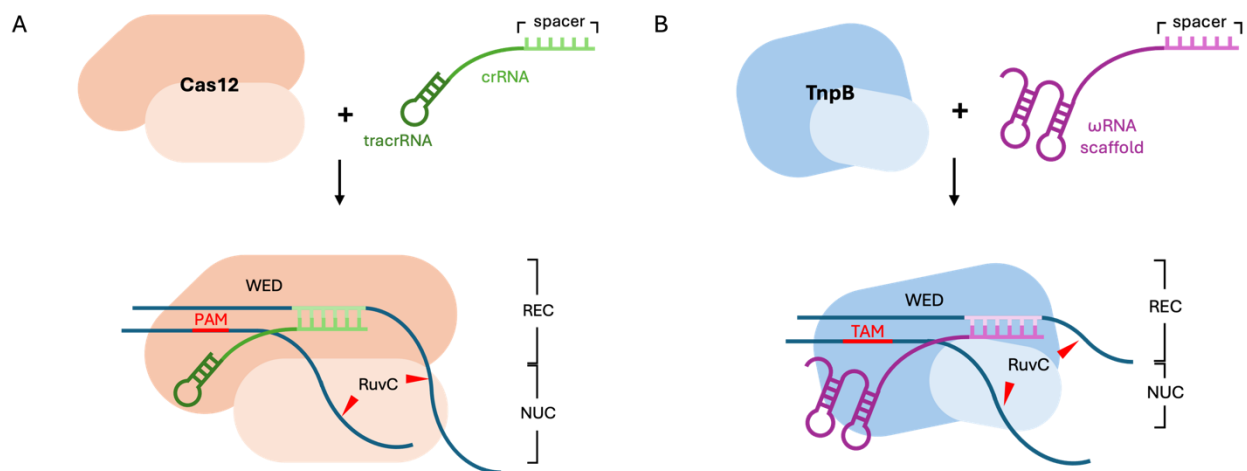 A
Cas12
+
spacer
crRNA
tracrRNA
WED
PAM
RuvC
REC
NUC
B
TnpB
+
spacer
ωRNA
scaffold
WED
TAM
RuvC
REC
NUC